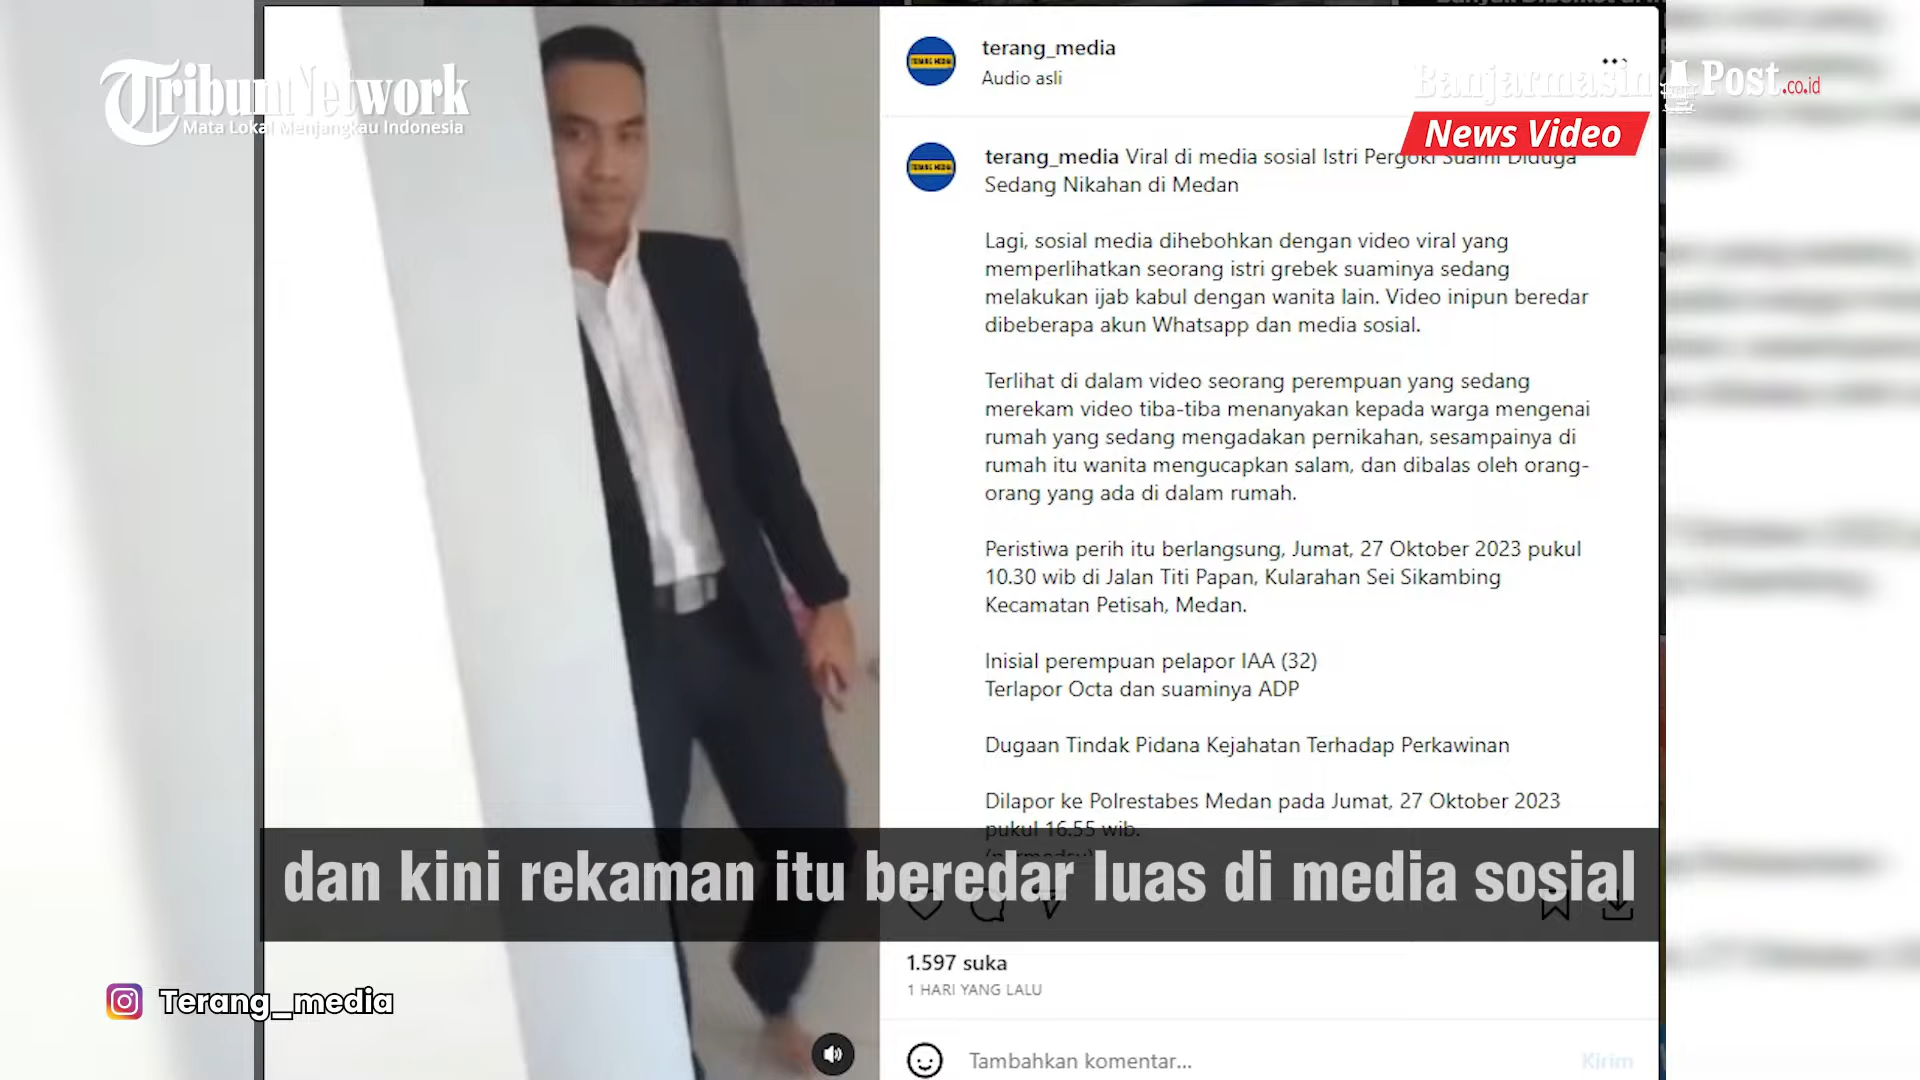 TribunNetwork
Mata Lokal Menjangkau Indonesia
BanjarmasinPost.co.id
News Video
terang_media
Audio asli
terang_media Viral di media sosial Istri Pergoki Suami Diduga
Sedang Nikahan di Medan
Lagi, sosial media dihebohkan dengan video viral yang
memperlihatkan seorang istri grebek suaminya sedang
melakukan ijab kabul dengan wanita lain. Video inipun beredar
dibeberapa akun Whatsapp dan media sosial.
Terlihat di dalam video seorang perempuan yang sedang
merekam video tiba-tiba menanyakan kepada warga mengenai
rumah yang sedang mengadakan pernikahan, sesampainya di
rumah itu wanita mengucapkan salam, dan dibalas oleh orang-
orang yang ada di dalam rumah.
Peristiwa perih itu berlangsung, Jumat, 27 Oktober 2023 pukul
10.30 wib di Jalan Titi Papan, Kularahan Sei Sikambing
Kecamatan Petisah, Medan.
Inisial perempuan pelapor IAA (32)
Terlapor Octa dan suaminya ADP
Dugaan Tindak Pidana Kejahatan Terhadap Perkawinan
Dilapor ke Polrestabes Medan pada Jumat, 27 Oktober 2023
pukul 16.55 wib.
dan kini rekaman itu beredar luas di media sosial
1.597 suka
1 HARI YANG LALU
Terang_media
Tambahkan komentar...
Kirim
TERANG MEDIA
TERANG MEDIA